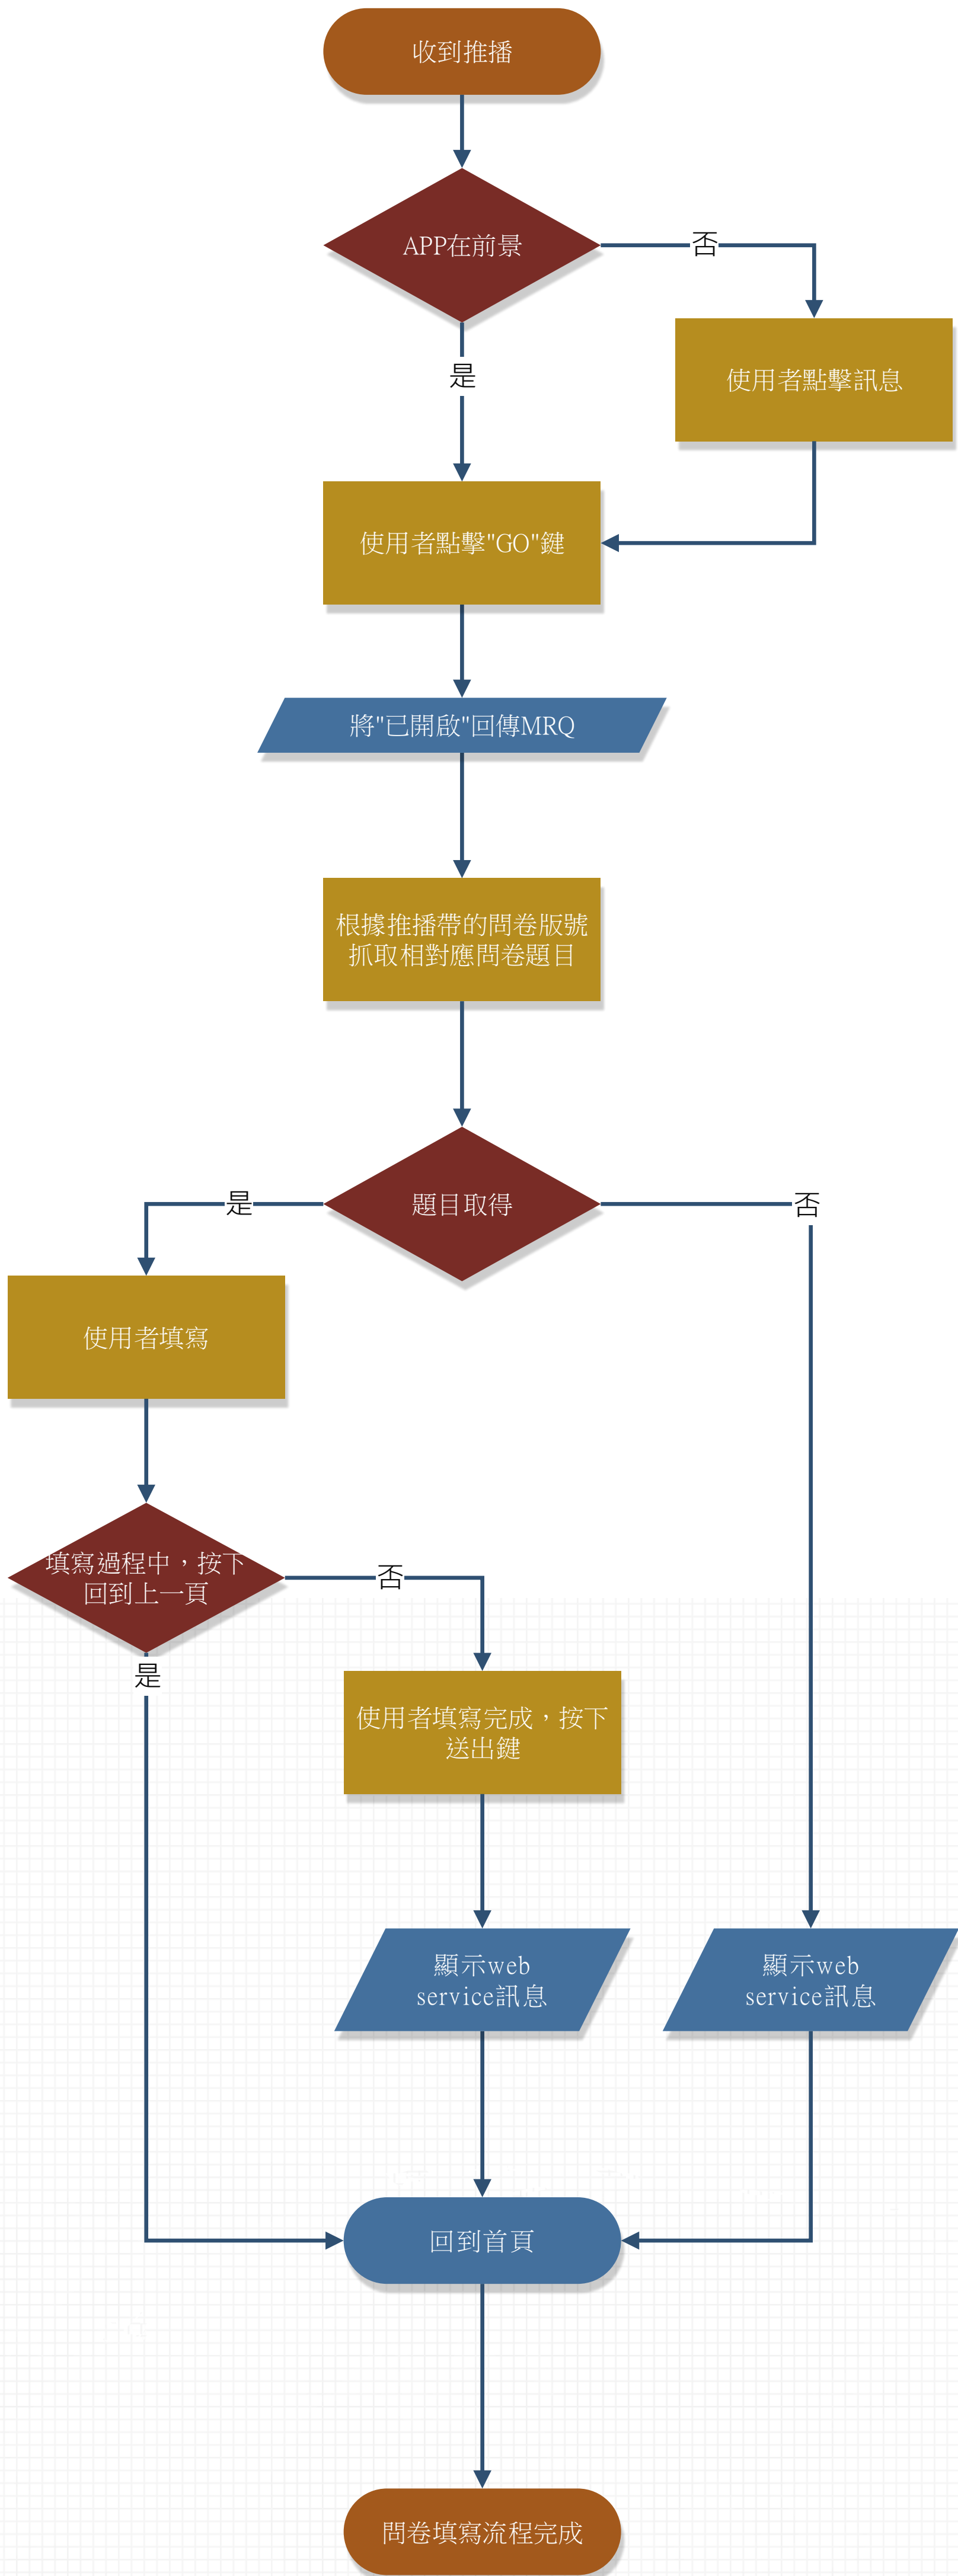 收到推播
APP在前景
否
是
使用者點擊訊息
使用者點擊"GO"鍵
將"已開啟"回傳MRQ
根據推播帶的問卷版號
抓取相對應問卷題目
題目取得
是
否
使用者填寫
填寫過程中，按下
回到上一頁
否
是
使用者填寫完成，按下
送出鍵
顯示web
service訊息
顯示web
service訊息
回到首頁
問卷填寫流程完成